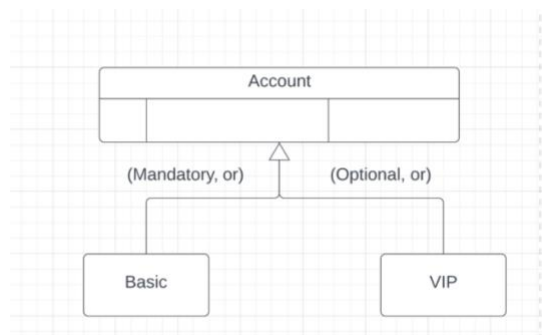 Account
(Mandatory, or) (Optional, or)
Basic
VIP